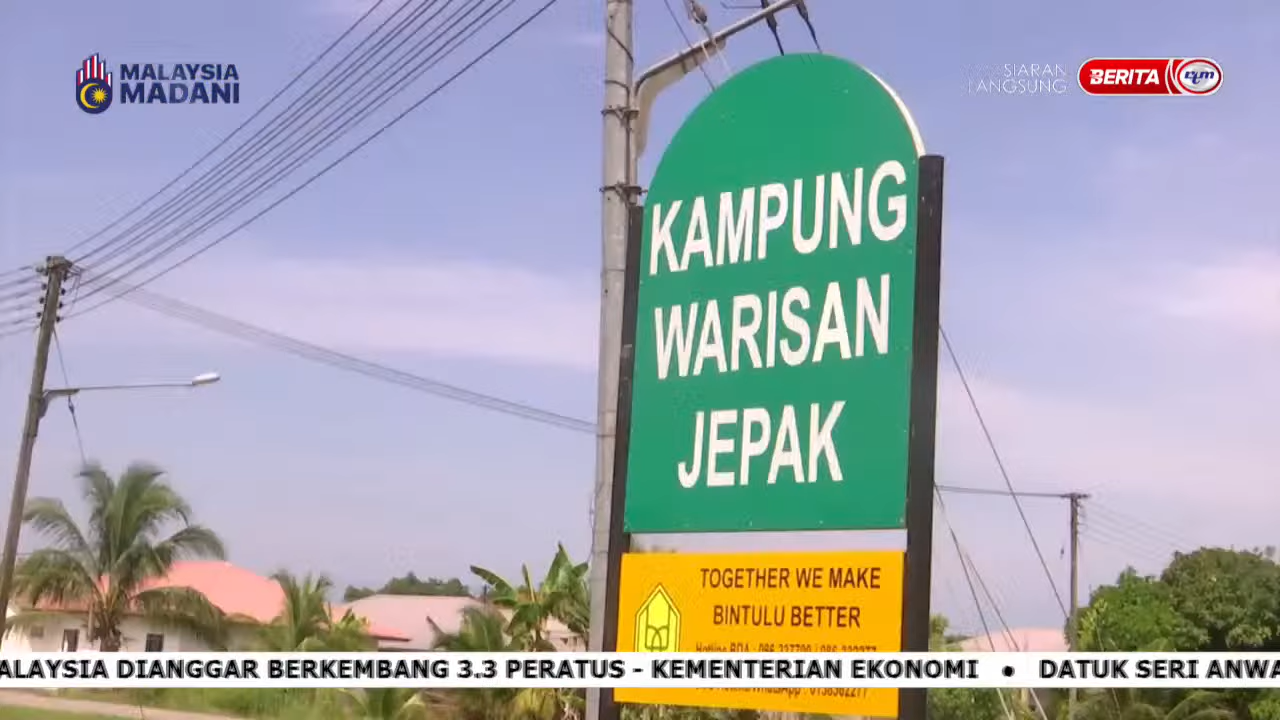 MALAYSIA
MADANI
SIARAN
LANGSUNG
BERITA rtm
KAMPUNG
WARISAN
JEPAK
TOGETHER WE MAKE
BINTULU BETTER
ALAYSIA DIANGGAR BERKEMBANG 3.3 PERATUS - KEMENTERIAN EKONOMI • DATUK SERI ANWA